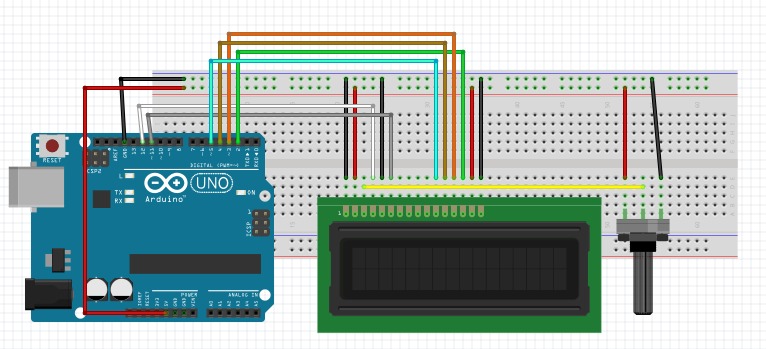 RESET
ICSP2
AREF
GND
13
12
~11
~10
~9
8
7
~6
~5
4
~3
2
TX▶1
RX◀0
DIGITAL (PWM~)
L
TX
RX
UNO
Arduino
ON
1
ICSP
1
IOREF
RESET
3V3
5V
GND
GND
VIN
POWER
ANALOG IN
A0
A1
A2
A3
A4
A5